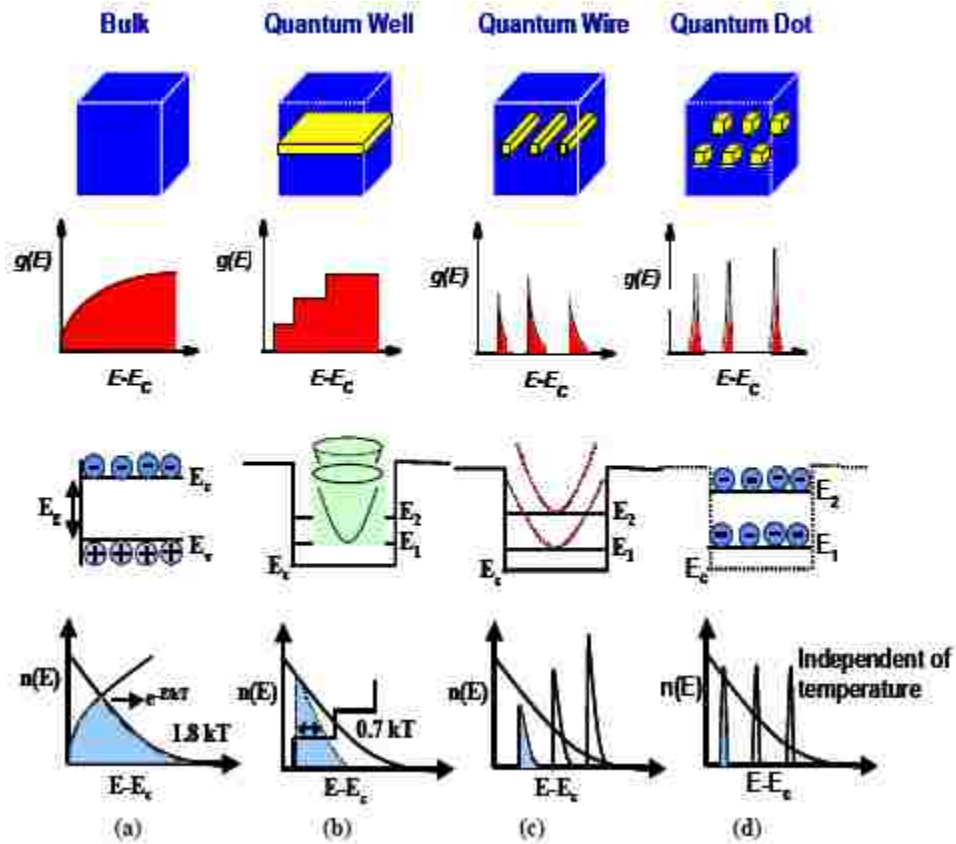 Bulk Quantum Well Quantum Wire Quantum Dot
g(E) g(E) g(E) g(E)
E-Ec E-Ec E-Ec E-Ec
Ec
Eg
Ev
E2
E1
Ec
E2
E1
Ec
E2
E1
Ec
n(E) n(E) n(E) n(E)
1.8 kT 0.7 kT Independent of
temperature
E-Ec E-Ec E-Ec E-Ec
(a) (b) (c) (d)